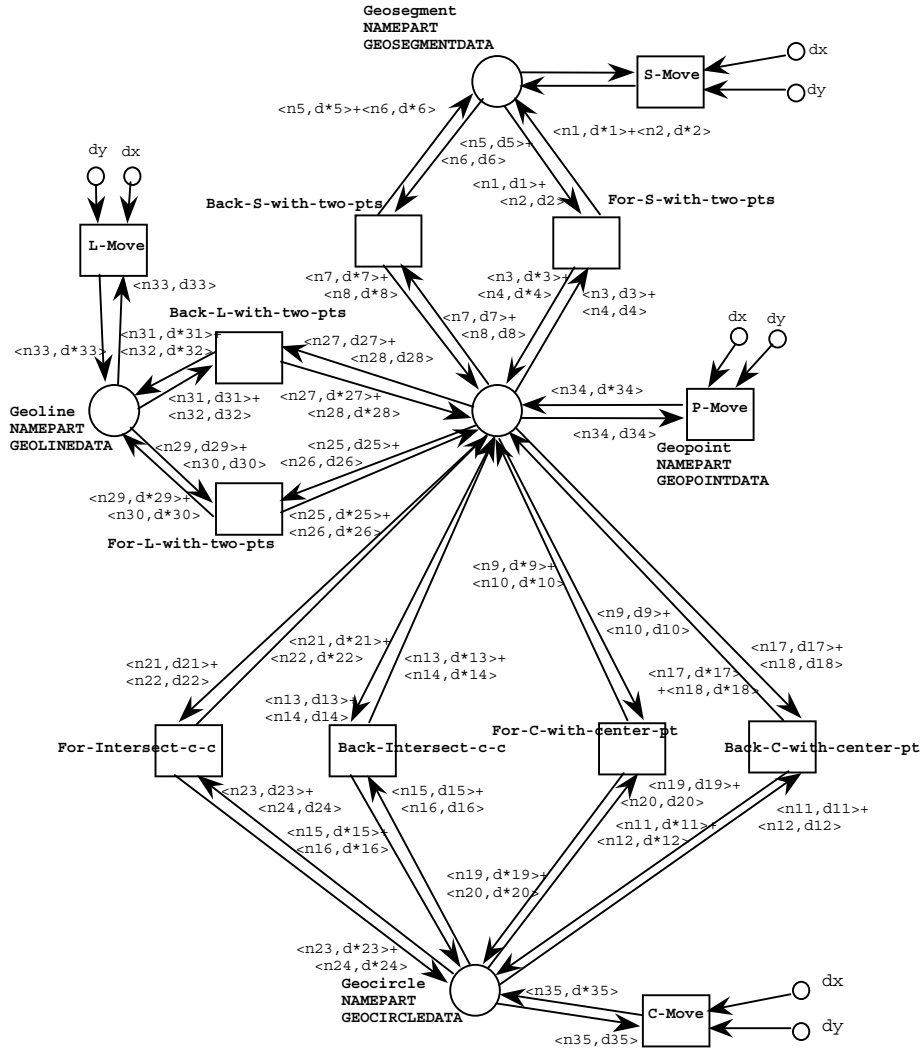 Geosegment
NAMEPART
GEOSEGMENTDATA
dx
S-Move
dy
<n5,d*5>+<n6,d*6>
<n1,d*1>+<n2,d*2>
<n5,d5>+
<n6,d6>
dy dx
<n1,d1>+
<n2,d2>
Back-S-with-two-pts
For-S-with-two-pts
L-Move
<n33,d33>
<n7,d*7>+
<n8,d*8>
<n3,d*3>+
<n4,d*4>
<n3,d3>+
<n4,d4>
Back-L-with-two-pts
<n7,d7>+
<n8,d8>
dx dy
<n33,d*33>
<n31,d*31>+
<n32,d*32>
<n27,d27>+
<n28,d28>
<n31,d31>+
<n32,d32>
<n27,d*27>+
<n28,d*28>
<n34,d*34>
P-Move
<n34,d34>
Geoline
NAMEPART
GEOLINEDATA
Geopoint
NAMEPART
GEOPOINTDATA
<n29,d29>+
<n30,d30>
<n25,d25>+
<n26,d26>
<n29,d*29>+
<n30,d*30>
<n25,d*25>+
<n26,d*26>
For-L-with-two-pts
<n9,d*9>+
<n10,d*10>
<n9,d9>+
<n10,d10>
<n21,d21>+
<n22,d22>
<n21,d*21>+
<n22,d*22>
<n13,d*13>+
<n14,d*14>
<n17,d17>+
<n18,d18>
<n17,d*17>
+<n18,d*18>
<n13,d13>+
<n14,d14>
For-Intersect-c-c
Back-Intersect-c-c
For-C-with-center-pt
Back-C-with-center-pt
<n23,d23>+
<n24,d24>
<n15,d15>+
<n16,d16>
<n19,d19>+
<n20,d20>
<n11,d11>+
<n12,d12>
<n15,d*15>+
<n16,d*16>
<n11,d*11>+
<n12,d*12>
<n19,d*19>+
<n20,d*20>
<n23,d*23>+
<n24,d*24>
Geocircle
NAMEPART
GEOCIRCLEDATA
<n35,d*35>
<n35,d35>
C-Move
dx
dy